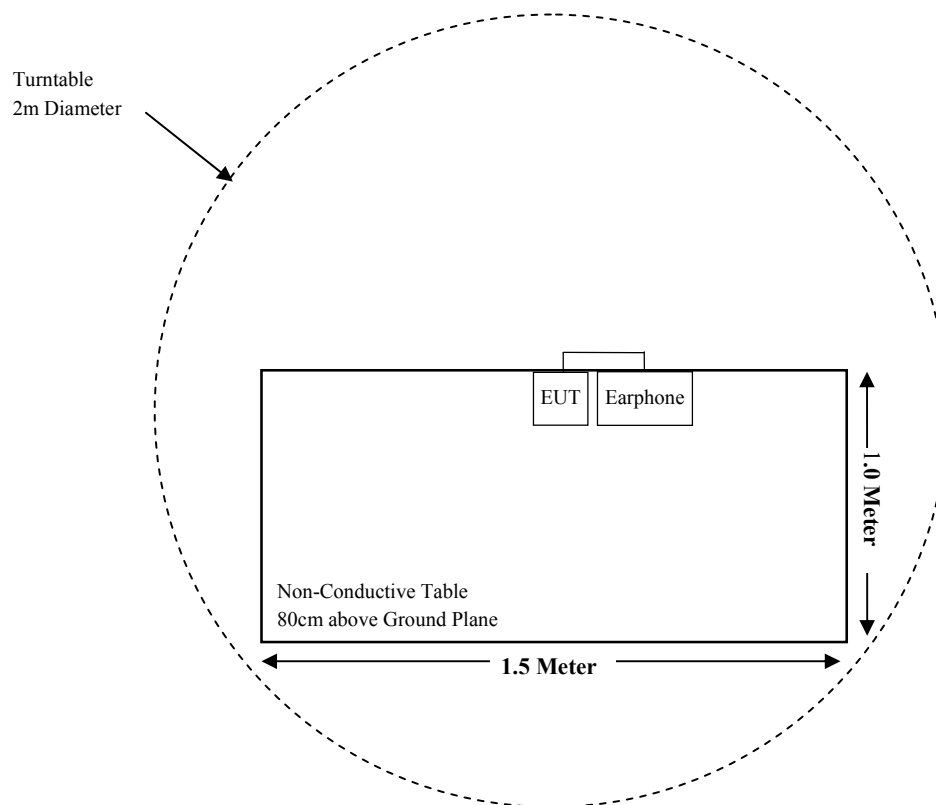 Turntable
2m Diameter
EUT
Earphone
1.0 Meter
Non-Conductive Table
80cm above Ground Plane
1.5 Meter